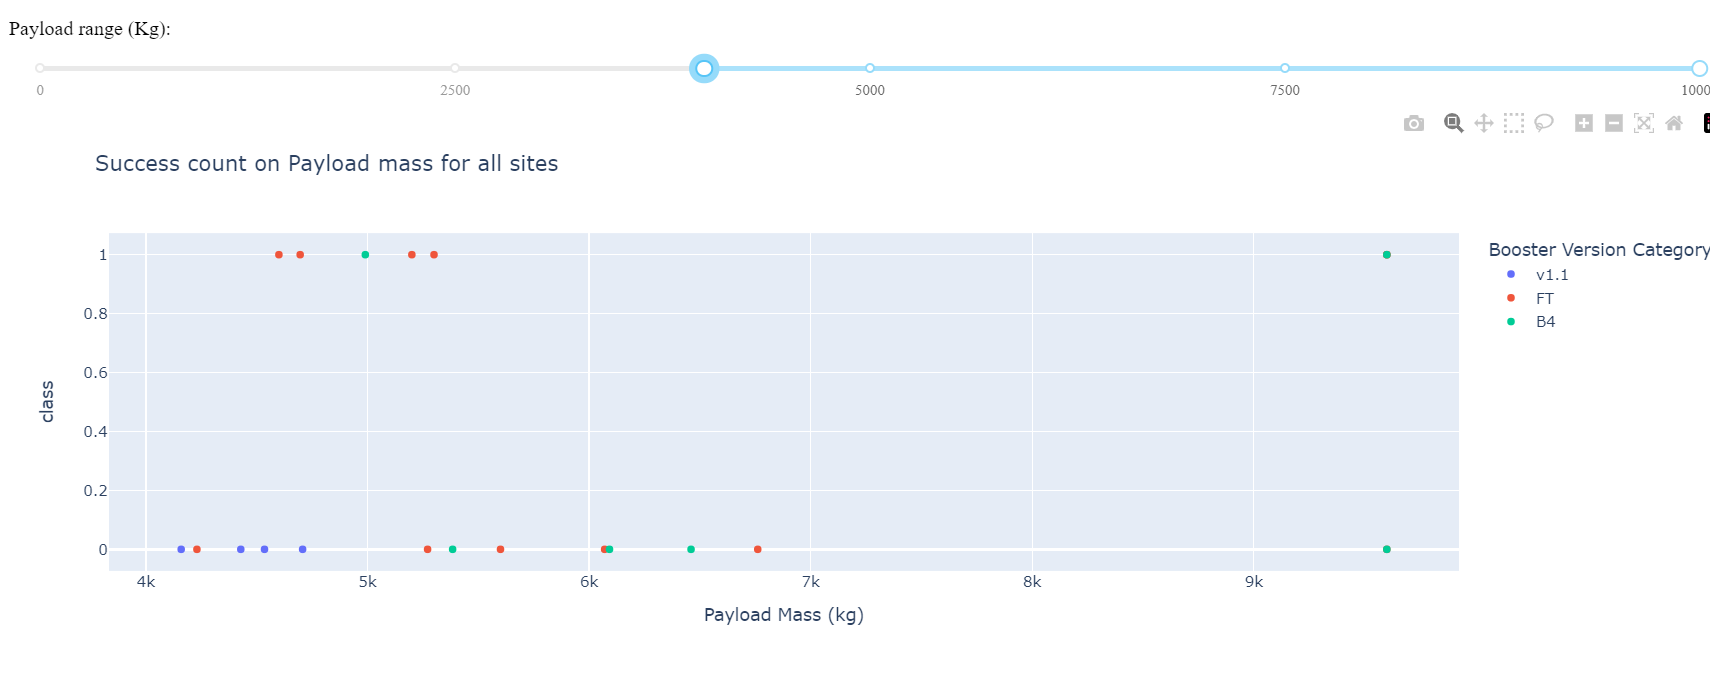 Payload range (Kg):
0 2500 5000 7500 1000
Success count on Payload mass for all sites
Booster Version Category
v1.1
FT
B4
1
0.8
0.6
0.4
0.2
0
class
4k 5k 6k 7k 8k 9k
Payload Mass (kg)